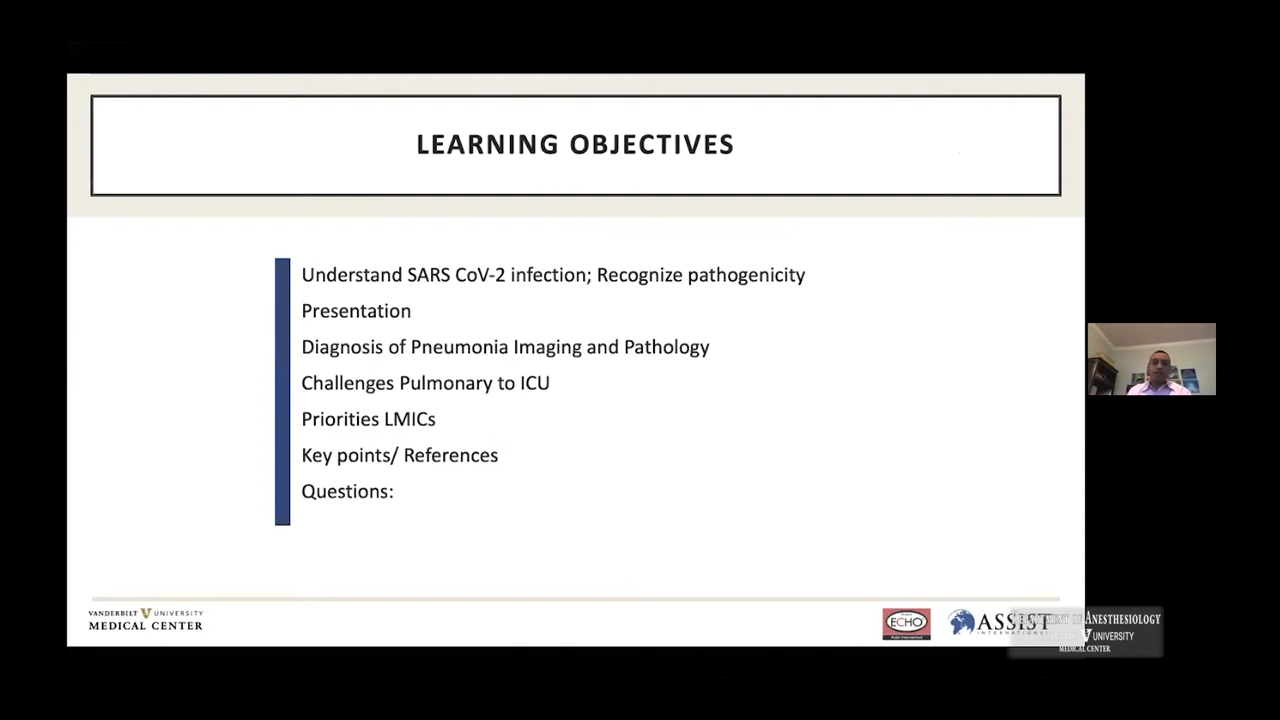 LEARNING OBJECTIVES
Understand SARS CoV-2 infection; Recognize pathogenicity
Presentation
Diagnosis of Pneumonia Imaging and Pathology
Challenges Pulmonary to ICU
Priorities LMICs
Key points/ References
Questions:
VANDERBILT V UNIVERSITY
MEDICAL CENTER
ECHO
ASSIST
INTERNATIONAL
OF ANESTHESIOLOGY
UNIVERSITY
MEDICAL CENTER